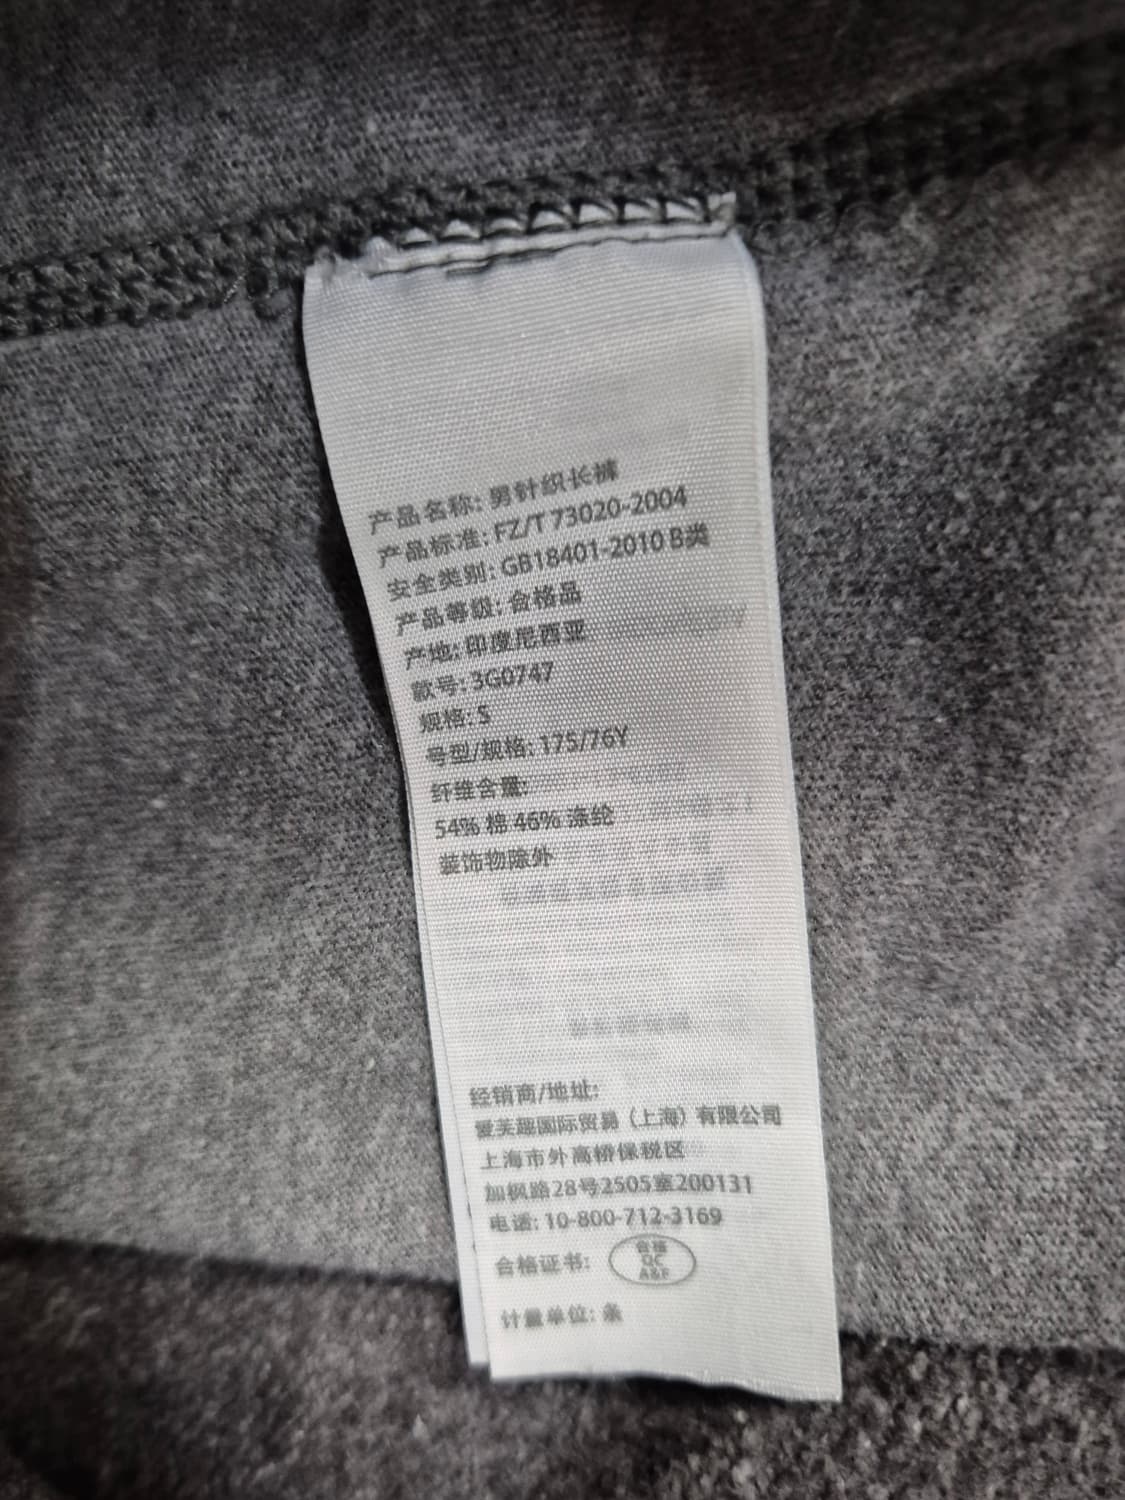 产品名称: 男针织长裤
产品标准: FZ/T 73020-2004
安全类别: GB18401-2010 B类
产品等级: 合格品
产地: 印度尼西亚
款号: 3G0747
规格: S
号型/规格: 175/76Y
纤维含量:
54% 棉 46% 涤纶
装饰物除外
经销商/地址:
爱芙趣国际贸易（上海）有限公司
上海市外高桥保税区
加枫路28号2505室200131
电话: 10-800-712-3169
合格证书:
合格
QC
A&F
计量单位: 条